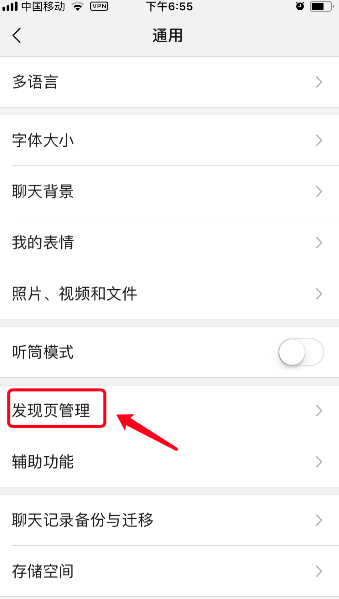 中国移动 VPN 下午6:55
通用
多语言
字体大小
聊天背景
我的表情
照片、视频和文件
听筒模式
发现页管理
辅助功能
聊天记录备份与迁移
存储空间